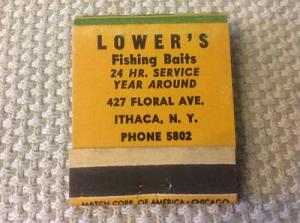 LOWER'S
Fishing Baits
24 HR. SERVICE
YEAR AROUND
427 FLORAL AVE.
ITHACA, N. Y.
PHONE 5802
MATCH CORP. OF AMERICA - CHICAGO